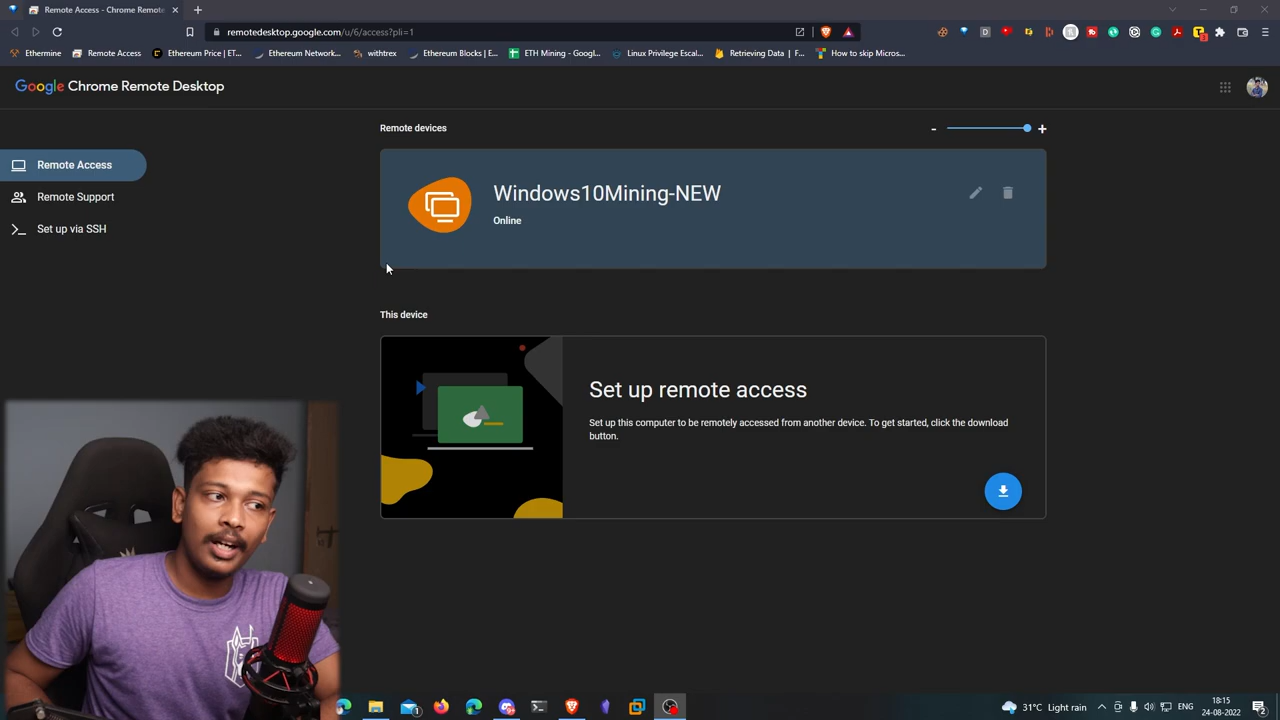 Remote Access - Chrome Remote
remotedesktop.google.com/u/6/access?pli=1
Ethermine
Remote Access
Ethereum Price | ET...
Ethereum Network...
withtrex
Ethereum Blocks | E...
ETH Mining - Googl...
Linux Privilege Escal...
Retrieving Data | F...
How to skip Micros...
Google Chrome Remote Desktop
Remote Access
Remote Support
Set up via SSH
Remote devices
- +
Windows10Mining-NEW
Online
This device
Set up remote access
Set up this computer to be remotely accessed from another device. To get started, click the download
button.
31°C Light rain
ENG
18:15
24-08-2022